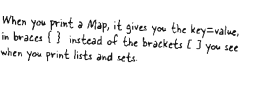 When you print a Map, it gives you the key=value,
in braces { } instead of the brackets [ ] you see
when you print lists and sets.